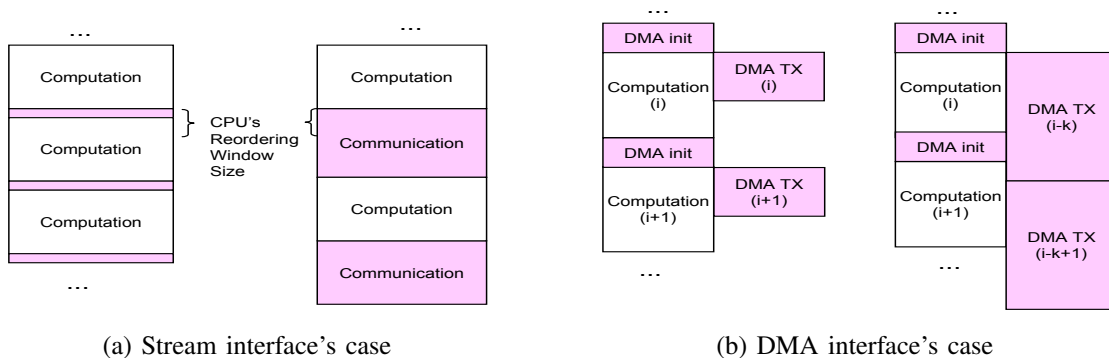 ...
Computation
Computation
Computation
...
CPU's
Reordering
Window
Size
...
Computation
Communication
Computation
Communication
(a) Stream interface's case
...
DMA init
Computation
(i)
DMA TX
(i)
DMA init
Computation
(i+1)
DMA TX
(i+1)
...
...
DMA init
Computation
(i)
DMA TX
(i-k)
DMA init
Computation
(i+1)
DMA TX
(i-k+1)
...
(b) DMA interface's case